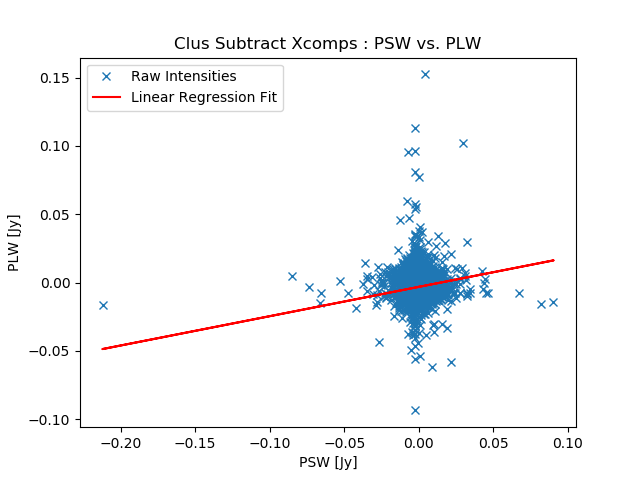 Clus Subtract Xcomps : PSW vs. PLW
Raw Intensities
Linear Regression Fit
PLW [Jy]
0.15
0.10
0.05
0.00
−0.05
−0.10
−0.20
−0.15
−0.10
−0.05
0.00
0.05
0.10
PSW [Jy]